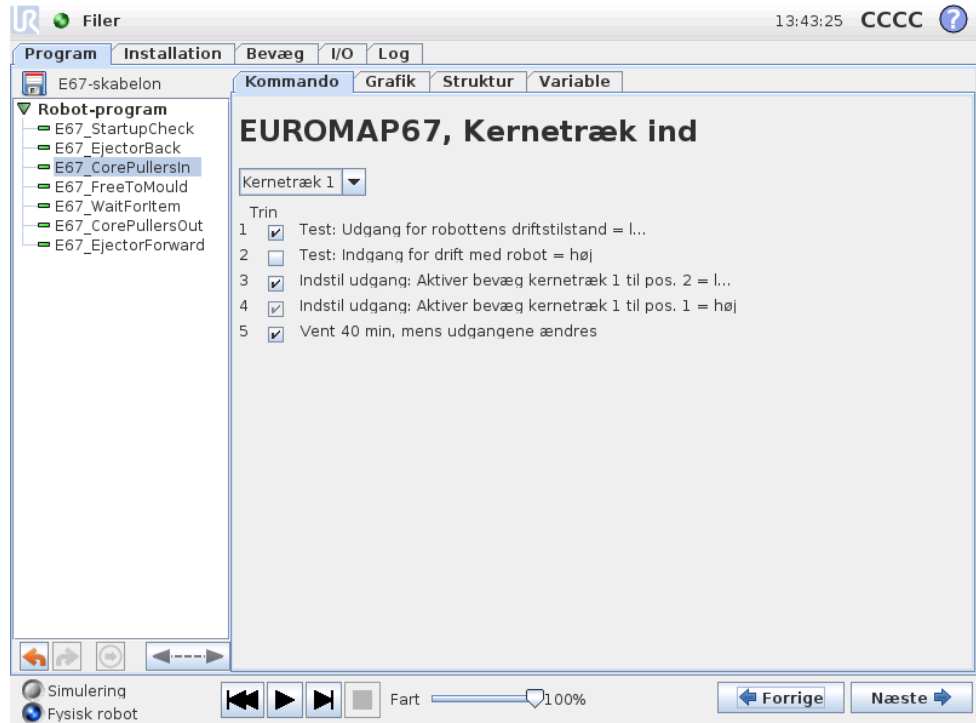 UR Filer 13:43:25 CCCC ?
Program Installation Bevæg I/O Log
E67-skabelon
Kommando Grafik Struktur Variable
Robot-program
E67_StartupCheck
E67_EjectorBack
E67_CorePullersIn
E67_FreeToMould
E67_WaitForItem
E67_CorePullersOut
E67_EjectorForward
EUROMAP67, Kernetræk ind
Kernetræk 1
Trin
1 Test: Udgang for robottens driftstilstand = l...
2 Test: Indgang for drift med robot = høj
3 Indstil udgang: Aktiver bevæg kernetræk 1 til pos. 2 = l...
4 Indstil udgang: Aktiver bevæg kernetræk 1 til pos. 1 = høj
5 Vent 40 min, mens udgangene ændres
Simulering
Fysisk robot
Fart 100%
Forrige Næste